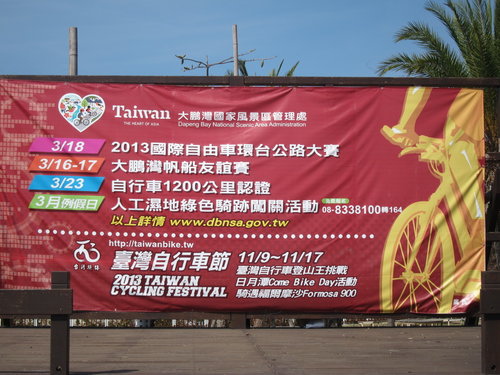 Taiwan
THE HEART OF ASIA
大鵬灣國家風景區管理處
Dapeng Bay National Scenic Area Administration
3/18 2013國際自由車環台公路大賽
3/16-17 大鵬灣帆船友誼賽
3/23 自行車1200公里認證
3月例假日 人工濕地綠色騎跡闖關活動 08-8338100轉164
以上詳情 www.dbnsa.gov.tw
http://taiwanbike.tw
臺灣自行車節 11/9~11/17
2013 TAIWAN
CYCLING FESTIVAL
臺灣自行車登山王挑戰
日月潭Come Bike Day活動
騎遇福爾摩沙Formosa 900